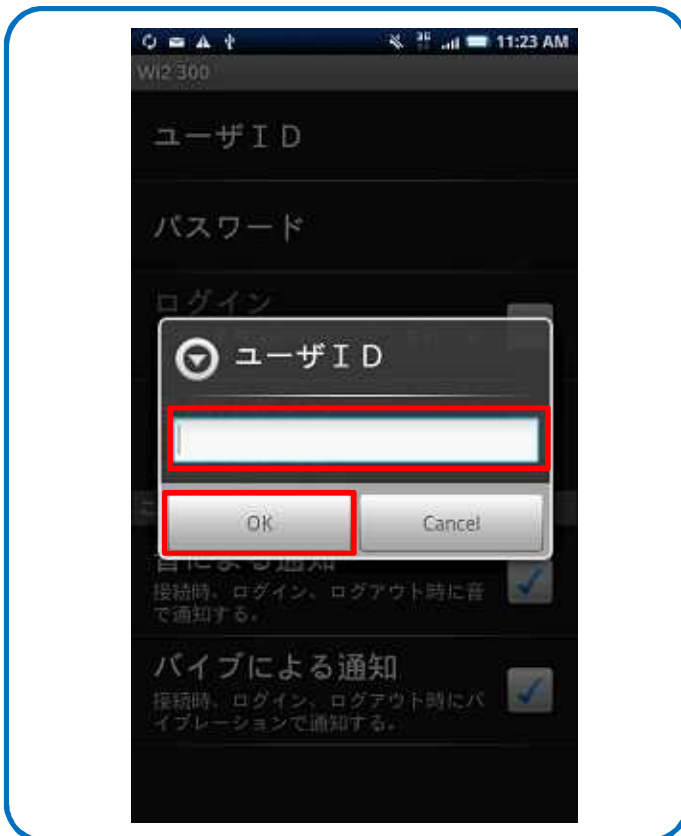 11:23 AM
Wi2 300
ユーザＩＤ
パスワード
ログイン
ユーザＩＤ
OK Cancel
音による通知
接続時、ログイン、ログアウト時に音
で通知する。
バイブによる通知
接続時、ログイン、ログアウト時にバ
イブレーションで通知する。